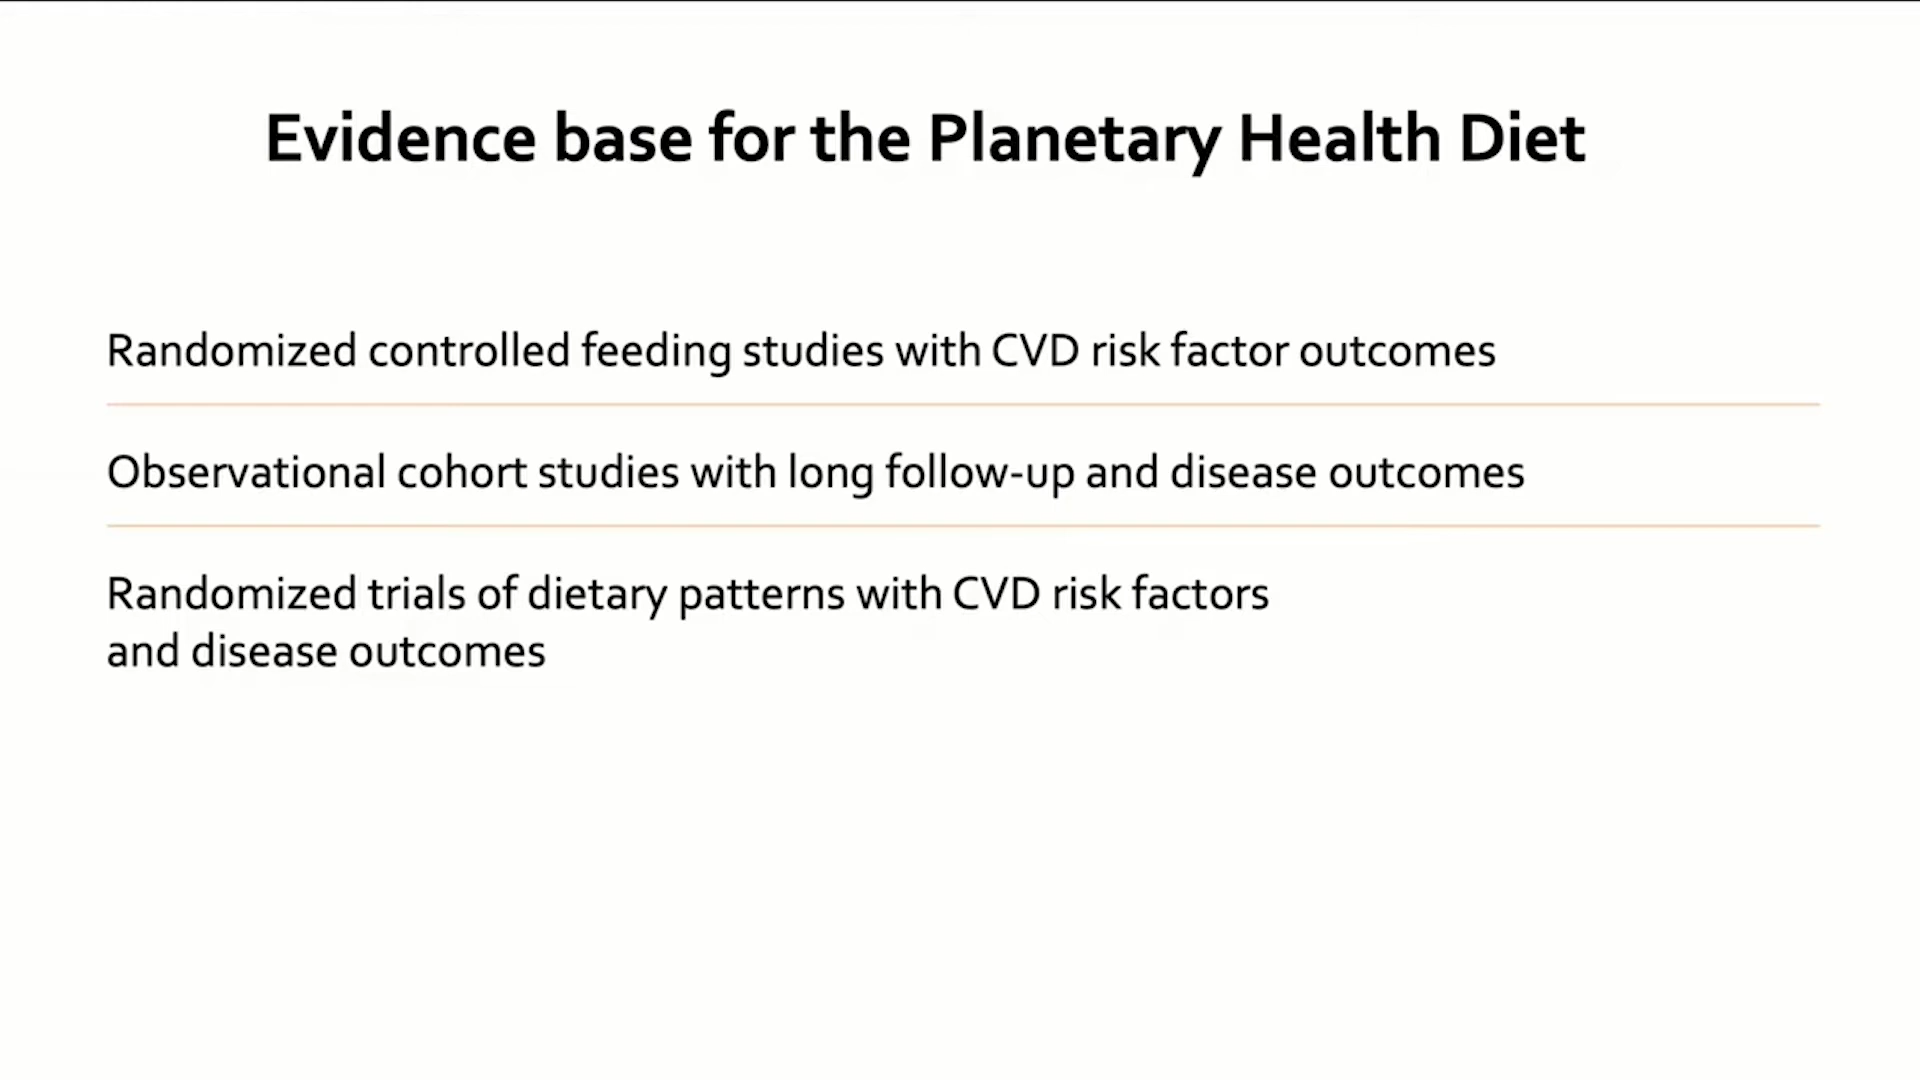 Evidence base for the Planetary Health Diet
Randomized controlled feeding studies with CVD risk factor outcomes
Observational cohort studies with long follow-up and disease outcomes
Randomized trials of dietary patterns with CVD risk factors
and disease outcomes